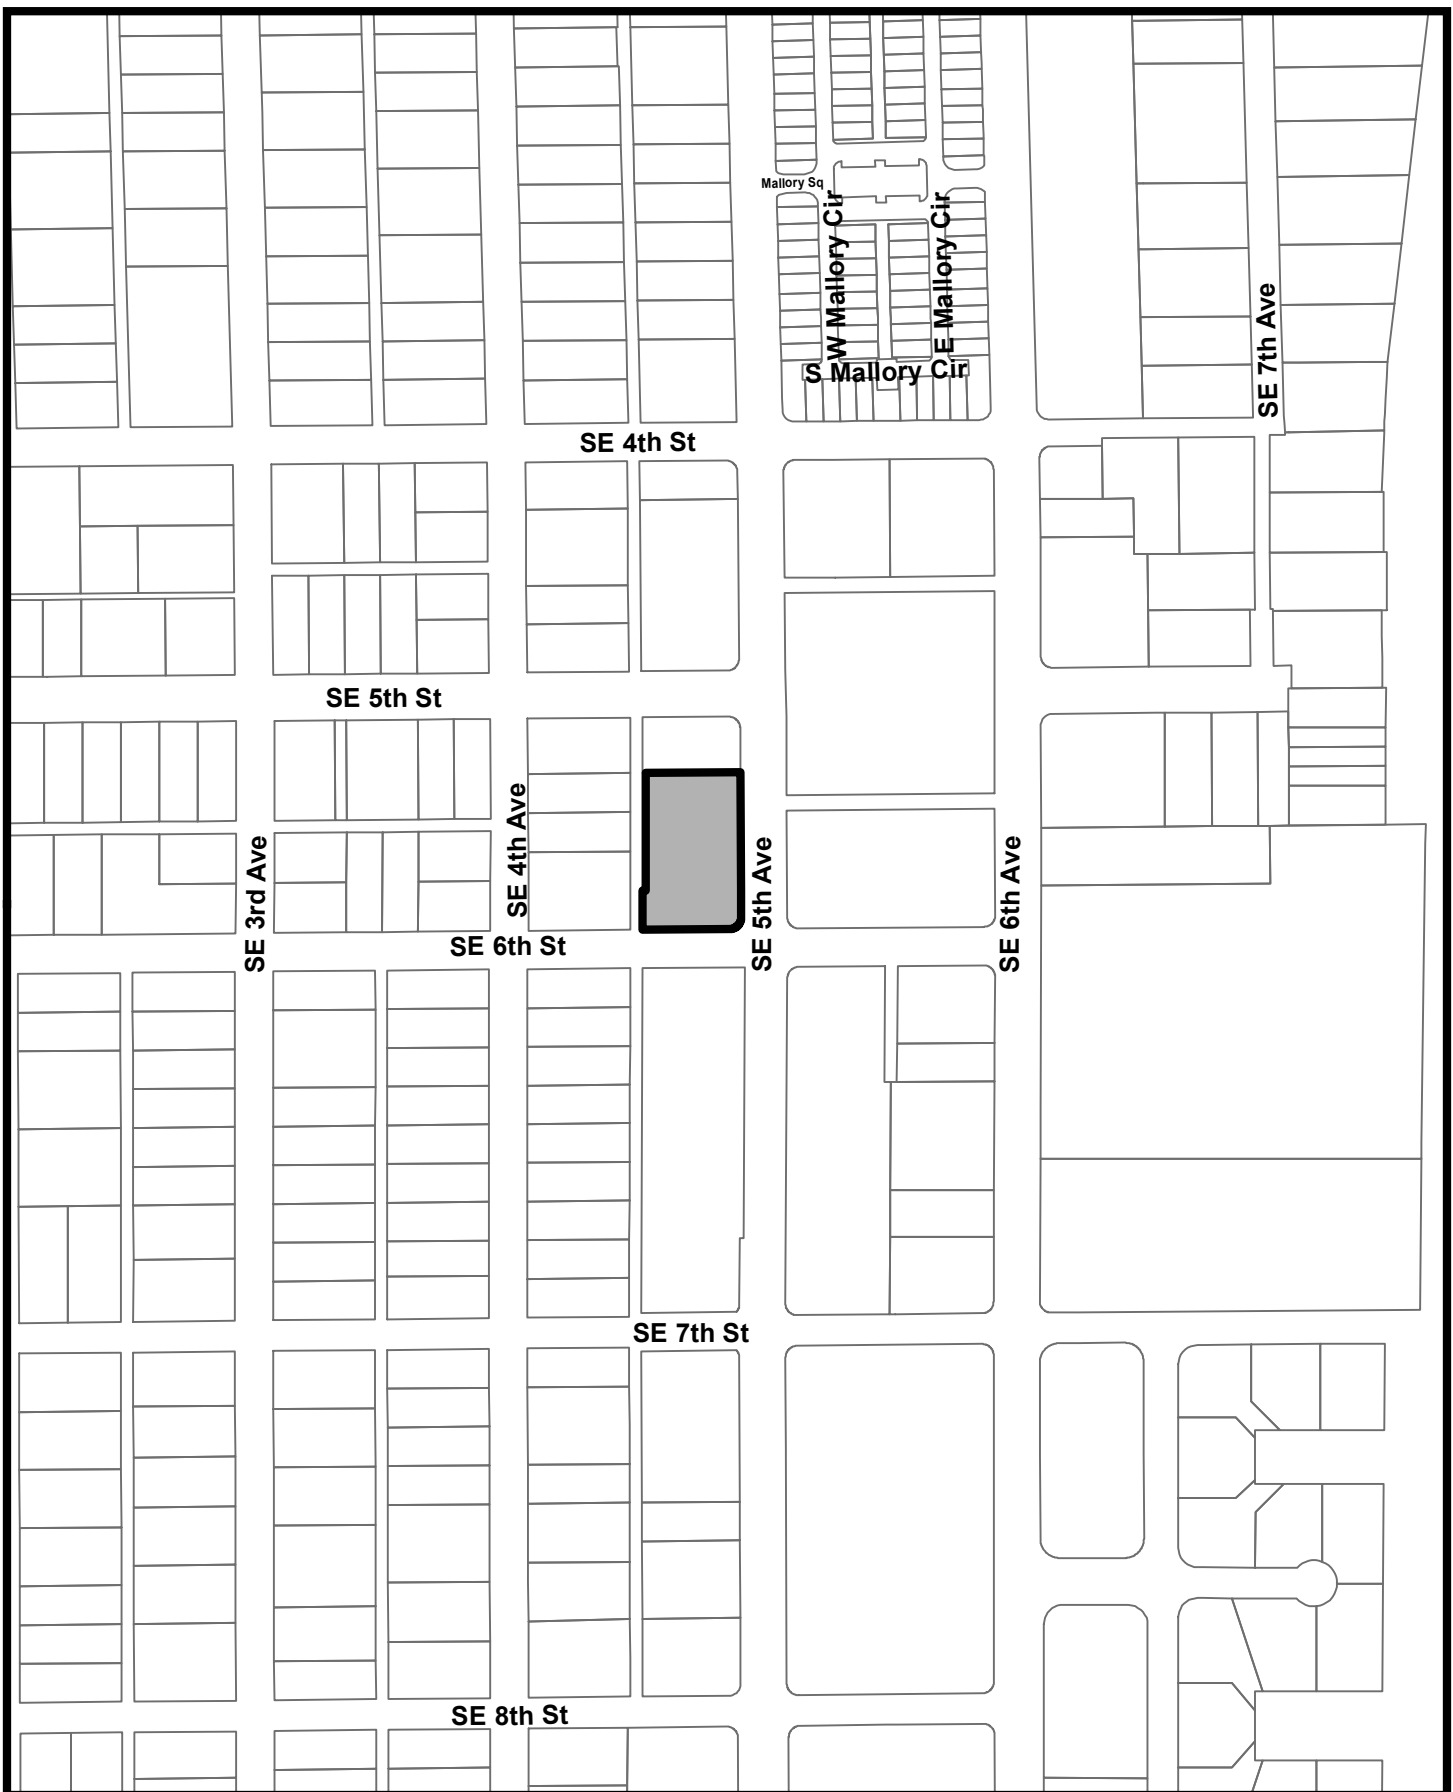 Mallory Sq
W Mallory Cir
E Mallory Cir
S Mallory Cir
SE 7th Ave
SE 4th St
SE 5th St
SE 4th Ave
SE 3rd Ave
SE 5th Ave
SE 6th Ave
SE 6th St
SE 7th St
SE 8th St